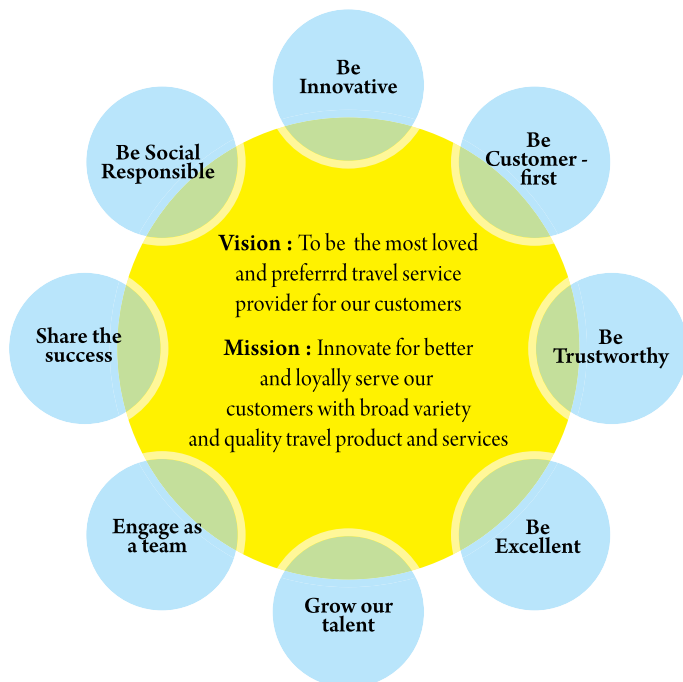 Be
Innovative
Be
Customer -
first
Be
Trustworthy
Be
Excellent
Grow our
talent
Engage as
a team
Share the
success
Be Social
Responsible
Vision : To be  the most loved
and preferrrd travel service
provider for our customers
Mission : Innovate for better
and loyally serve our
customers with broad variety
and quality travel product and services